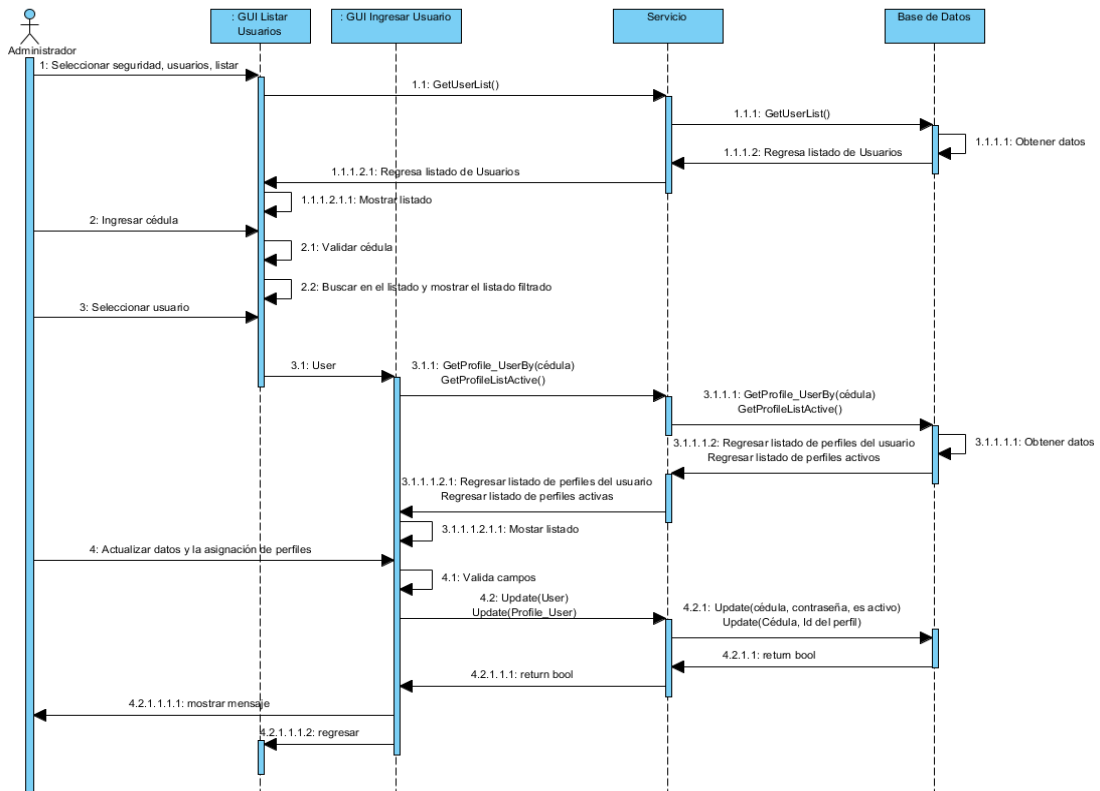 : GUI Listar
Usuarios
: GUI Ingresar Usuario
Servicio
Base de Datos
Administrador
1: Seleccionar seguridad, usuarios, listar
1.1: GetUserList()
1.1.1: GetUserList()
1.1.1.1: Obtener datos
1.1.1.2: Regresa listado de Usuarios
1.1.1.2.1: Regresa listado de Usuarios
1.1.1.2.1.1: Mostrar listado
2: Ingresar cédula
2.1: Validar cédula
2.2: Buscar en el listado y mostrar el listado filtrado
3: Seleccionar usuario
3.1: User
3.1.1: GetProfile_UserBy(cédula)
GetProfileListActive()
3.1.1.1: GetProfile_UserBy(cédula)
GetProfileListActive()
3.1.1.1.1: Obtener datos
3.1.1.1.2: Regresar listado de perfiles del usuario
Regresar listado de perfiles activos
3.1.1.1.2.1: Regresar listado de perfiles del usuario
Regresar listado de perfiles activas
3.1.1.1.2.1.1: Mostar listado
4: Actualizar datos y la asignación de perfiles
4.1: Valida campos
4.2: Update(User)
Update(Profile_User)
4.2.1: Update(cédula, contraseña, es activo)
Update(Cédula, Id del perfil)
4.2.1.1: return bool
4.2.1.1.1: return bool
4.2.1.1.1.1: mostrar mensaje
4.2.1.1.1.2: regresar